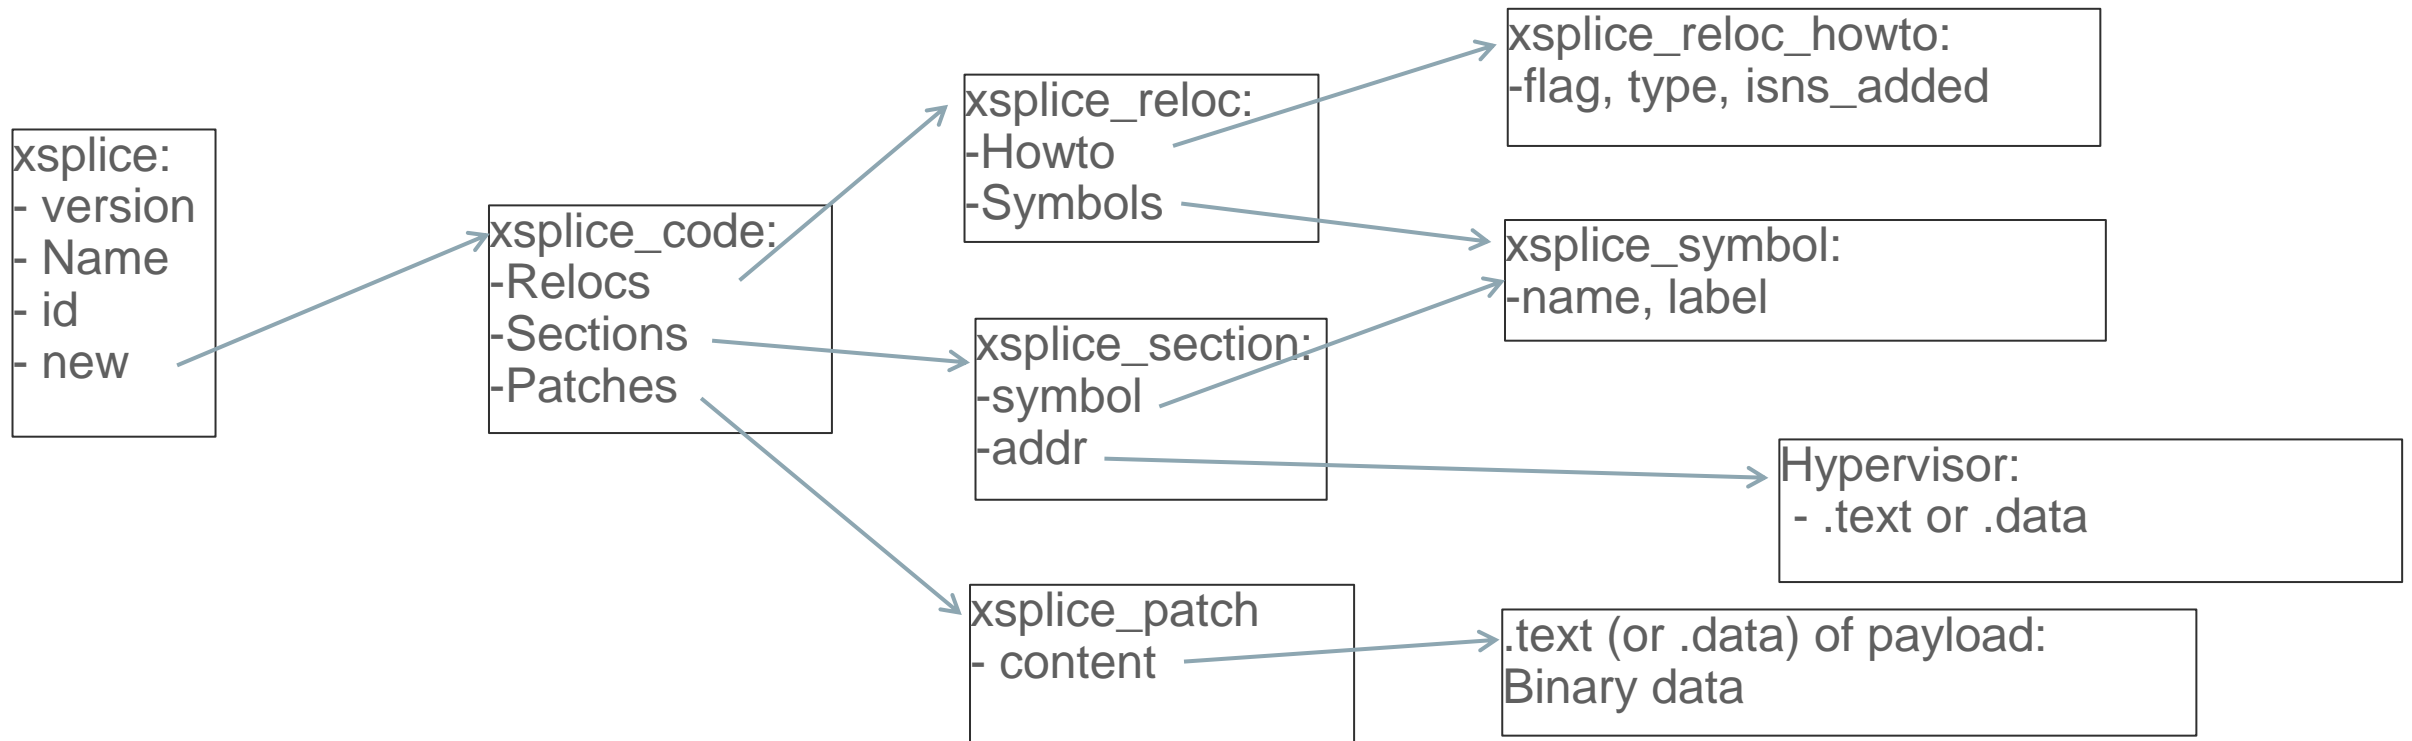 xsplice:
- version
- Name
- id
- new
xsplice_code:
-Relocs
-Sections
-Patches
xsplice_reloc:
-Howto
-Symbols
xsplice_section:
-symbol
-addr
xsplice_patch
- content
xsplice_reloc_howto:
-flag, type, isns_added
xsplice_symbol:
-name, label
Hypervisor:
- .text or .data
.text (or .data) of payload:
Binary data